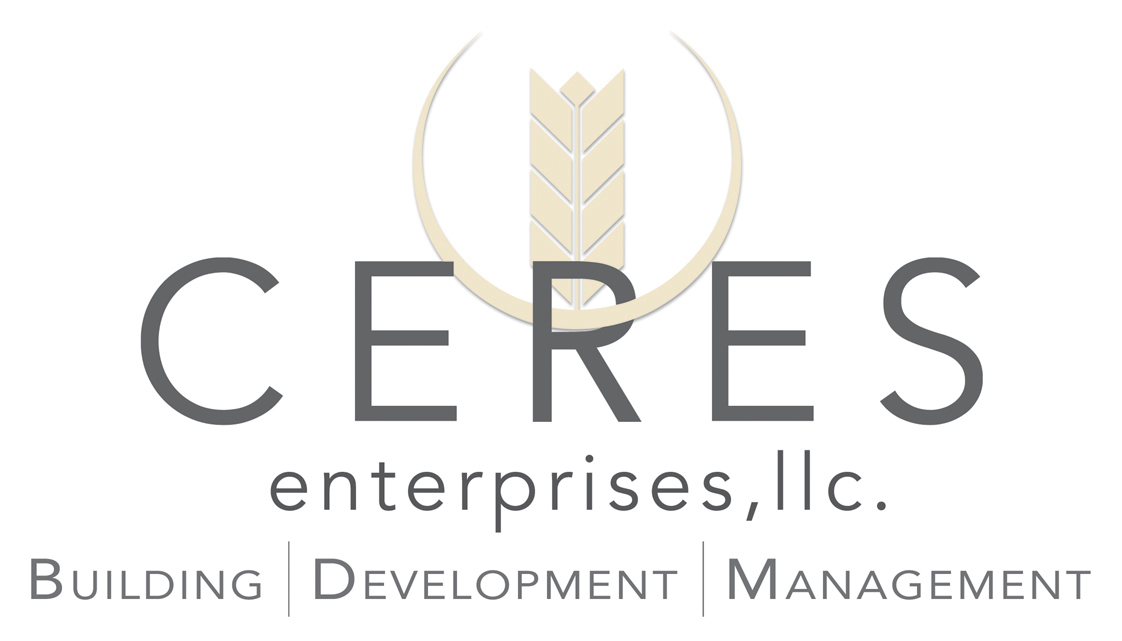 CERES
enterprises,llc.
Building | Development | Management